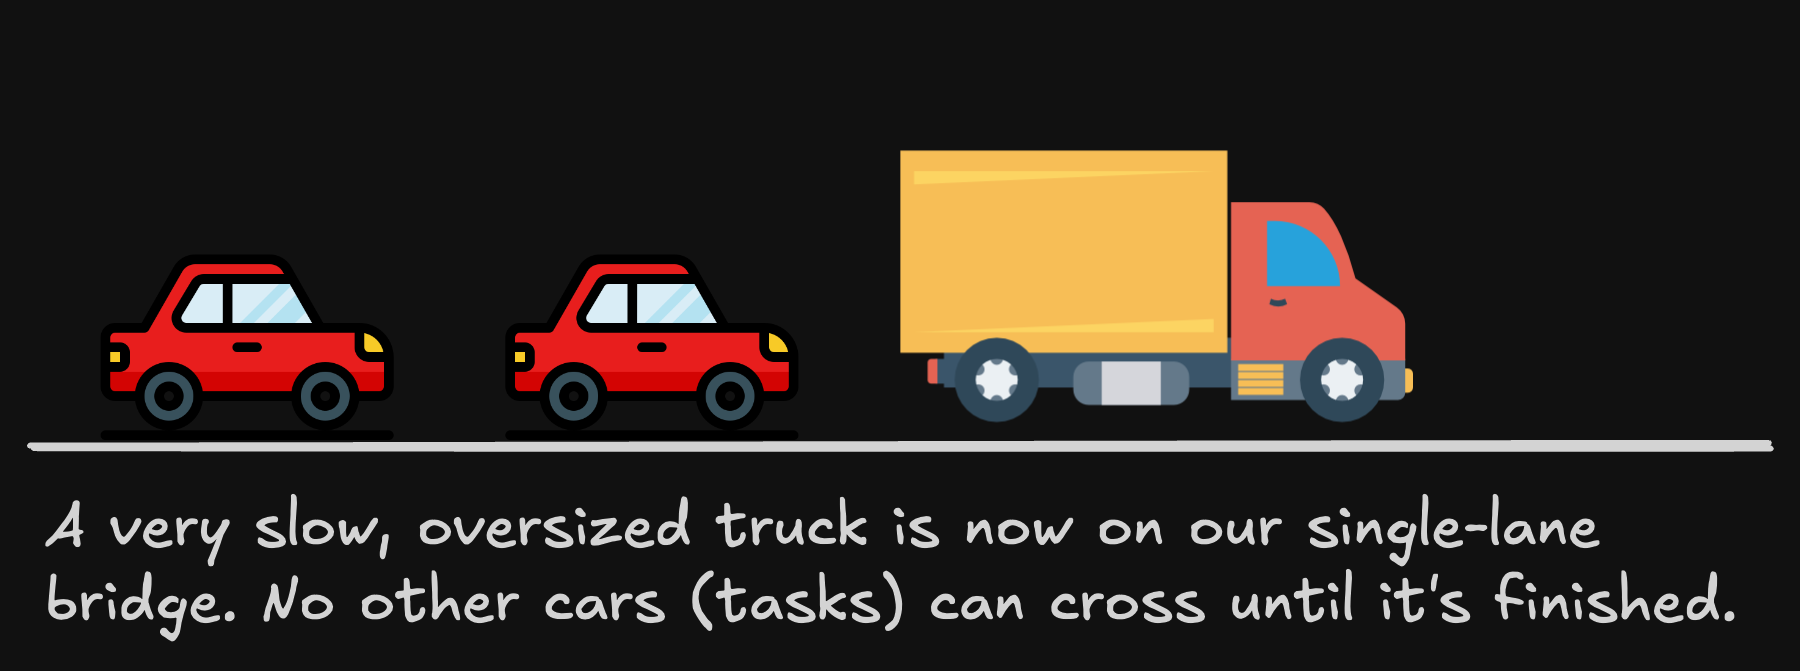 A very slow, oversized truck is now on our single-lane
bridge. No other cars (tasks) can cross until it's finished.